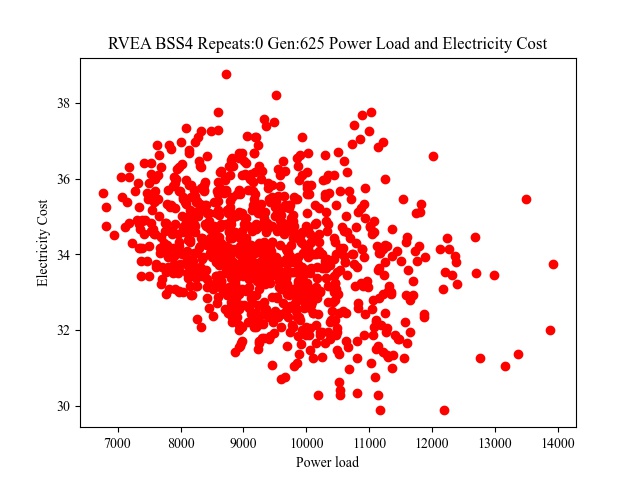 RVEA BSS4 Repeats:0 Gen:625 Power Load and Electricity Cost
38
36
34
32
30
Electricity Cost
7000 8000 9000 10000 11000 12000 13000 14000
Power load